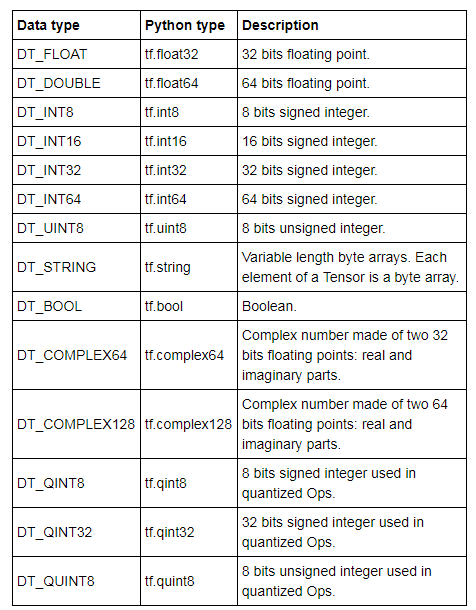 Data type Python type Description
DT_FLOAT tf.float32 32 bits floating point.
DT_DOUBLE tf.float64 64 bits floating point.
DT_INT8 tf.int8 8 bits signed integer.
DT_INT16 tf.int16 16 bits signed integer.
DT_INT32 tf.int32 32 bits signed integer.
DT_INT64 tf.int64 64 bits signed integer.
DT_UINT8 tf.uint8 8 bits unsigned integer.
DT_STRING tf.string Variable length byte arrays. Each
element of a Tensor is a byte array.
DT_BOOL tf.bool Boolean.
DT_COMPLEX64 tf.complex64 Complex number made of two 32
bits floating points: real and
imaginary parts.
DT_COMPLEX128 tf.complex128 Complex number made of two 64
bits floating points: real and
imaginary parts.
DT_QINT8 tf.qint8 8 bits signed integer used in
quantized Ops.
DT_QINT32 tf.qint32 32 bits signed integer used in
quantized Ops.
DT_QUINT8 tf.quint8 8 bits unsigned integer used in
quantized Ops.